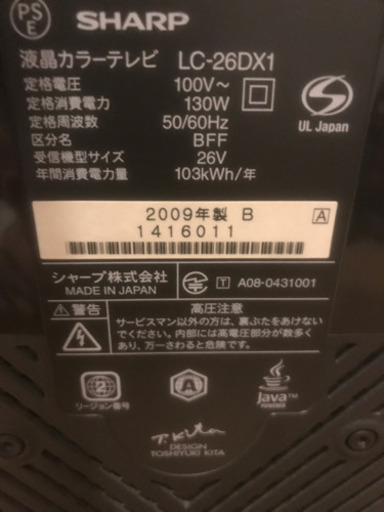 PS
E
SHARP
液晶カラーテレビ LC-26DX1
定格電圧 100V~
定格消費電力 130W
定格周波数 50/60Hz
区分名 BFF
受信機型サイズ 26V
年間消費電力量 103kWh/年
UL Japan
2009年製 B
A
1416011
シャープ株式会社
MADE IN JAPAN
T A08-0431001
警告 高圧注意
サービスマン以外の方は、裏ぶたをあけないで
ください。内部には高電圧部分が数多く
あり、万一さわると危険です。
2
リージョン番号
A
Java
POWERED
T. Kita
DESIGN
TOSHIYUKI KITA